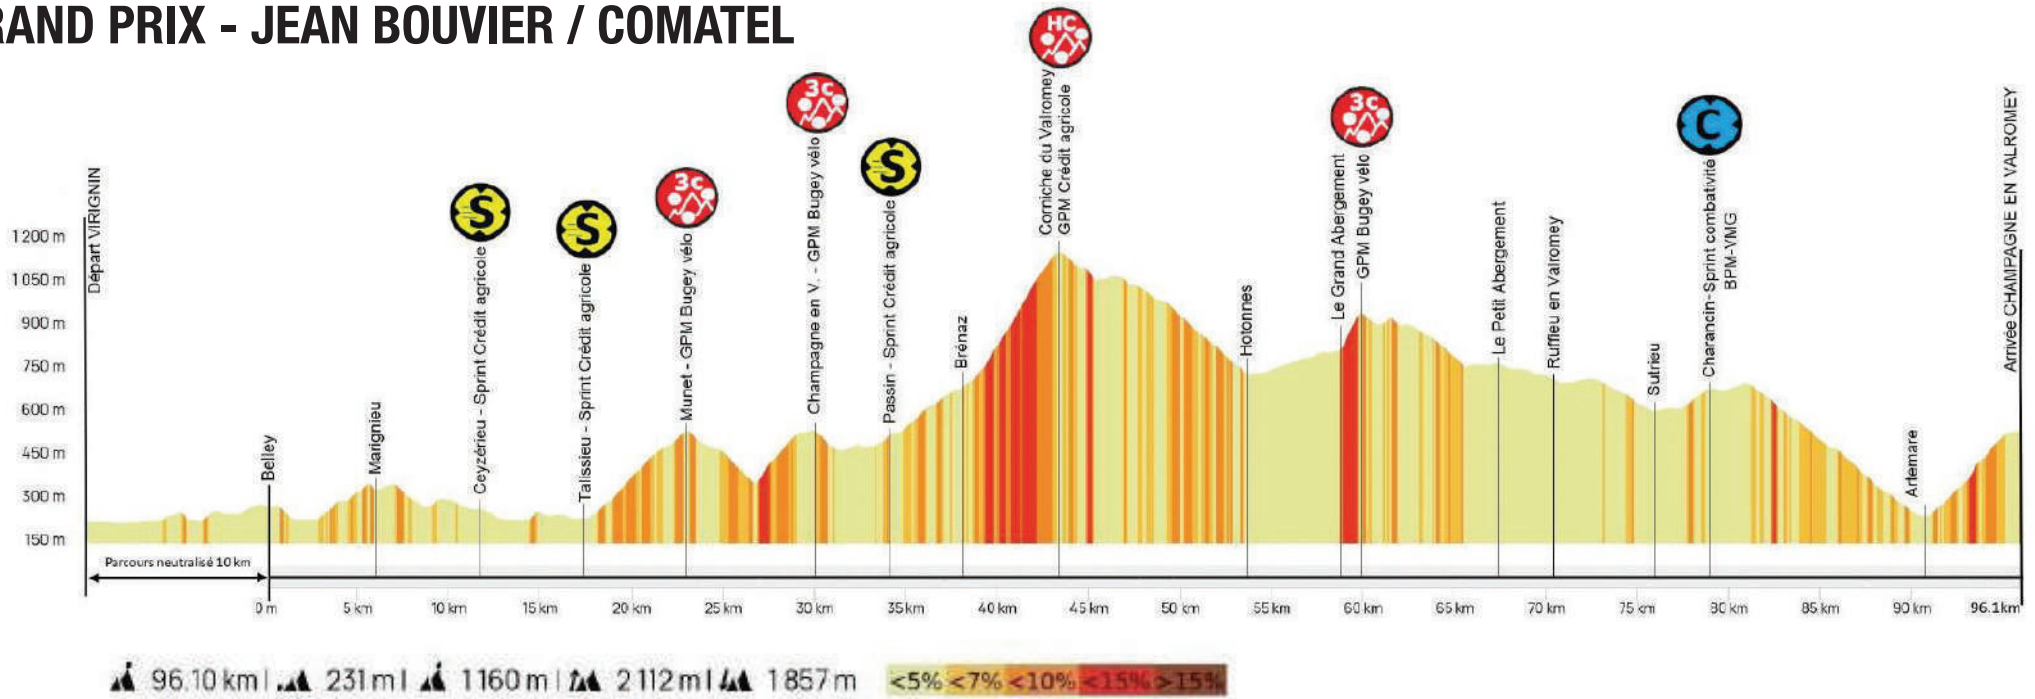 RAND PRIX - JEAN BOUVIER / COMATEL
1200 m
1050 m
900 m
750 m
600 m
450 m
300 m
150 m
Départ VIRIGNIN
Belley
Marignieu
S
Ceyzérieu - Sprint Crédit agricole
S
Talissieu - Sprint Crédit agricole
3c
Munet - GPM Bugey vélo
3c
Champagne en V. - GPM Bugey vélo
S
Passin - Sprint Crédit agricole
Brénaz
HC
Corniche du Valromey
GPM Crédit agricole
Hotonnes
3c
Le Grand Abergement
GPM Bugey vélo
Le Petit Abergement
Ruffieu en Valromey
Sutrieu
C
Charancin-Sprint combativité
BPM-VMG
Artemare
Arrivée CHAMPAGNE EN VALROMEY
Parcours neutralisé 10 km
0 m 5 km 10 km 15 km 20 km 25 km 30 km 35 km 40 km 45 km 50 km 55 km 60 km 65 km 70 km 75 km 80 km 85 km 90 km 96.1km
96.10 km | 231 m | 1160 m | 2112 m | 1857 m <5% <7% <10% <15% >15%